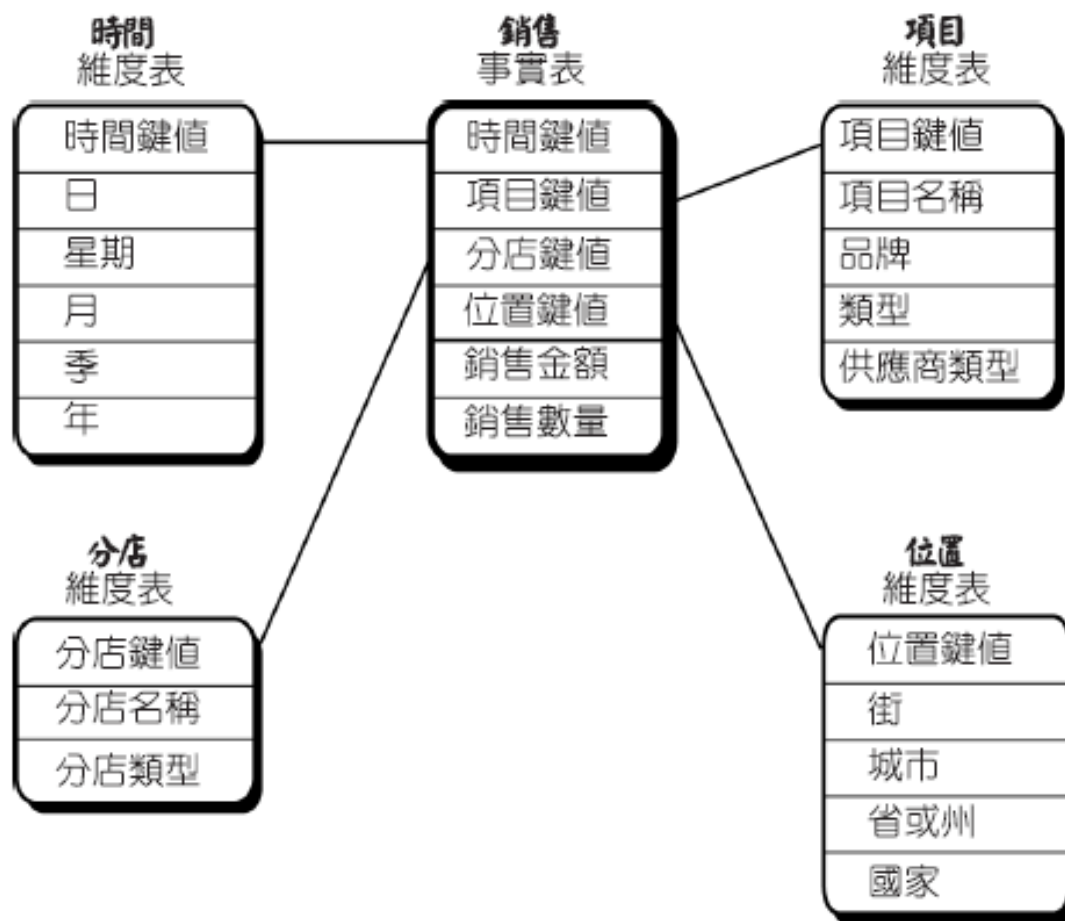 時間
維度表
時間鍵值
日
星期
月
季
年
銷售
事實表
時間鍵值
項目鍵值
分店鍵值
位置鍵值
銷售金額
銷售數量
項目
維度表
項目鍵值
項目名稱
品牌
類型
供應商類型
分店
維度表
分店鍵值
分店名稱
分店類型
位置
維度表
位置鍵值
街
城市
省或州
國家